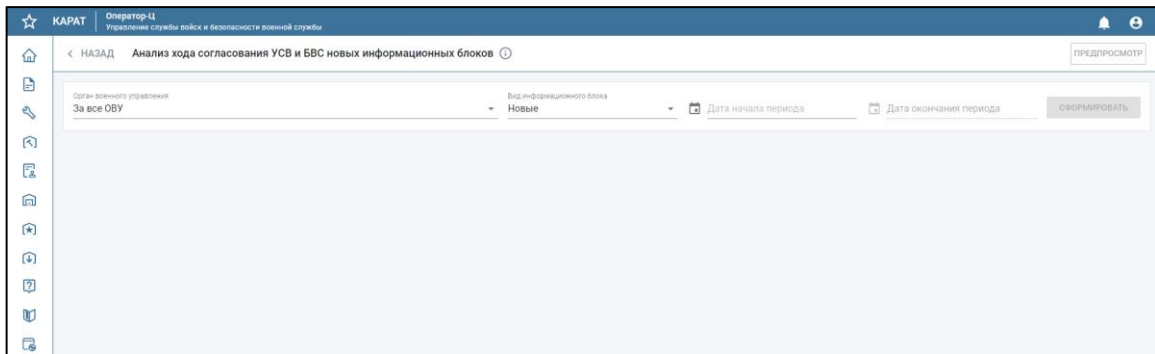 КАРАТ
Оператор-Ц
Управление службы войск и безопасности военной службы
НАЗАД Анализ хода согласования УСВ и БВС новых информационных блоков
ПРЕДПРОСМОТР
Орган военного управления
За все ОВУ
Вид информационного блока
Новые
Дата начала периода
Дата окончания периода
СФОРМИРОВАТЬ